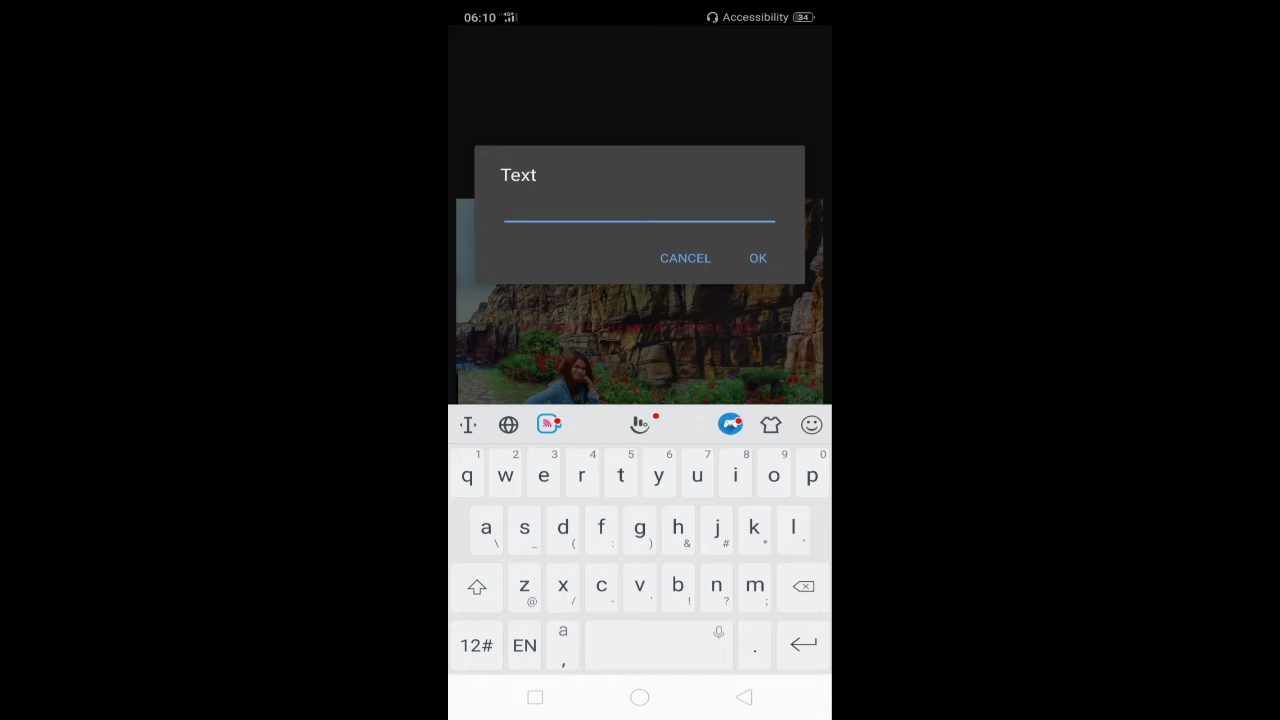 06:10 4G+ Accessibility 34
Text
CANCEL OK
1 2 3 4 5 6 7 8 9 0
q w e r t y u i o p
a s d f g h j k l
\ _ ( : ) & # *
z x c v b n m
@ / - ' ! ? ;
12# EN a , .